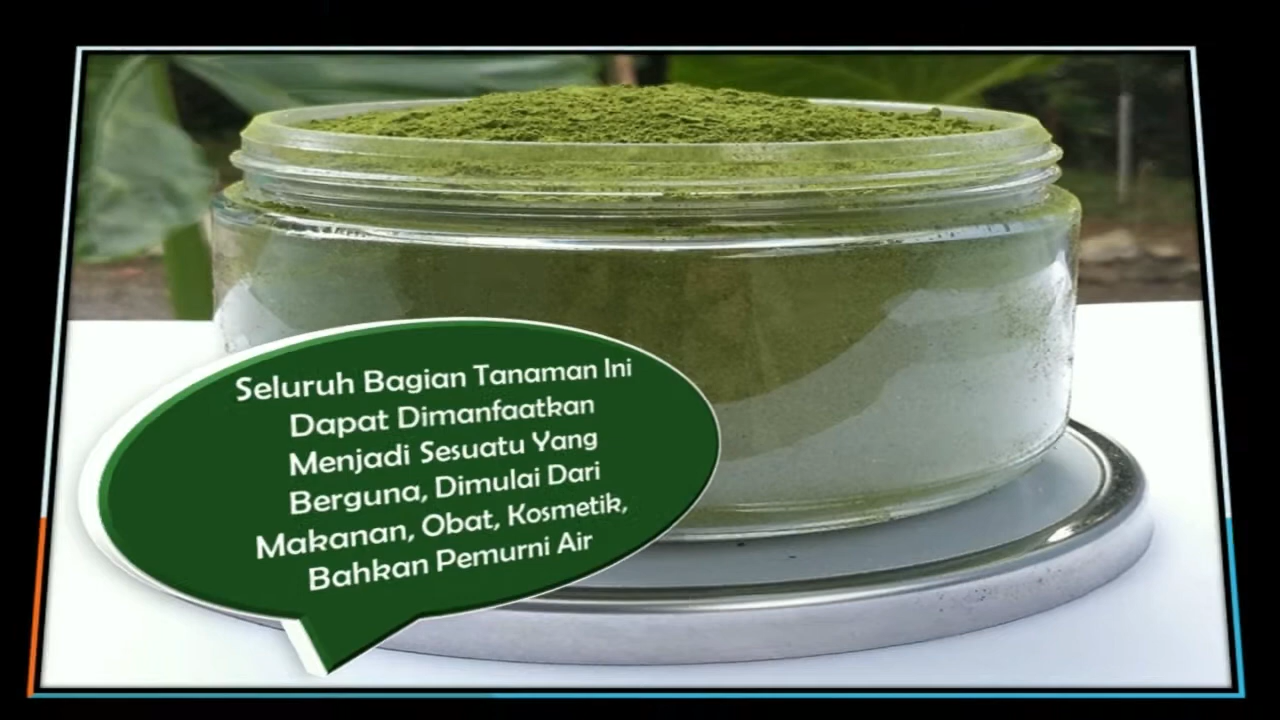 Seluruh Bagian Tanaman Ini
Dapat Dimanfaatkan
Menjadi Sesuatu Yang
Berguna, Dimulai Dari
Makanan, Obat, Kosmetik,
Bahkan Pemurni Air